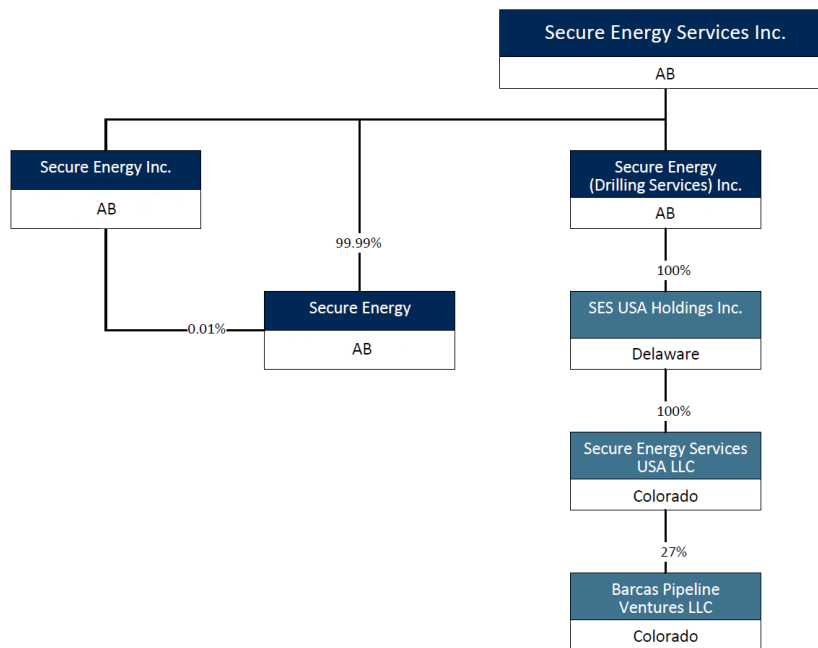 Secure Energy Services Inc.
AB
Secure Energy Inc.
AB
Secure Energy
(Drilling Services) Inc.
AB
99.99%
100%
0.01%
Secure Energy
AB
SES USA Holdings Inc.
Delaware
100%
Secure Energy Services
USA LLC
Colorado
27%
Barcas Pipeline
Ventures LLC
Colorado